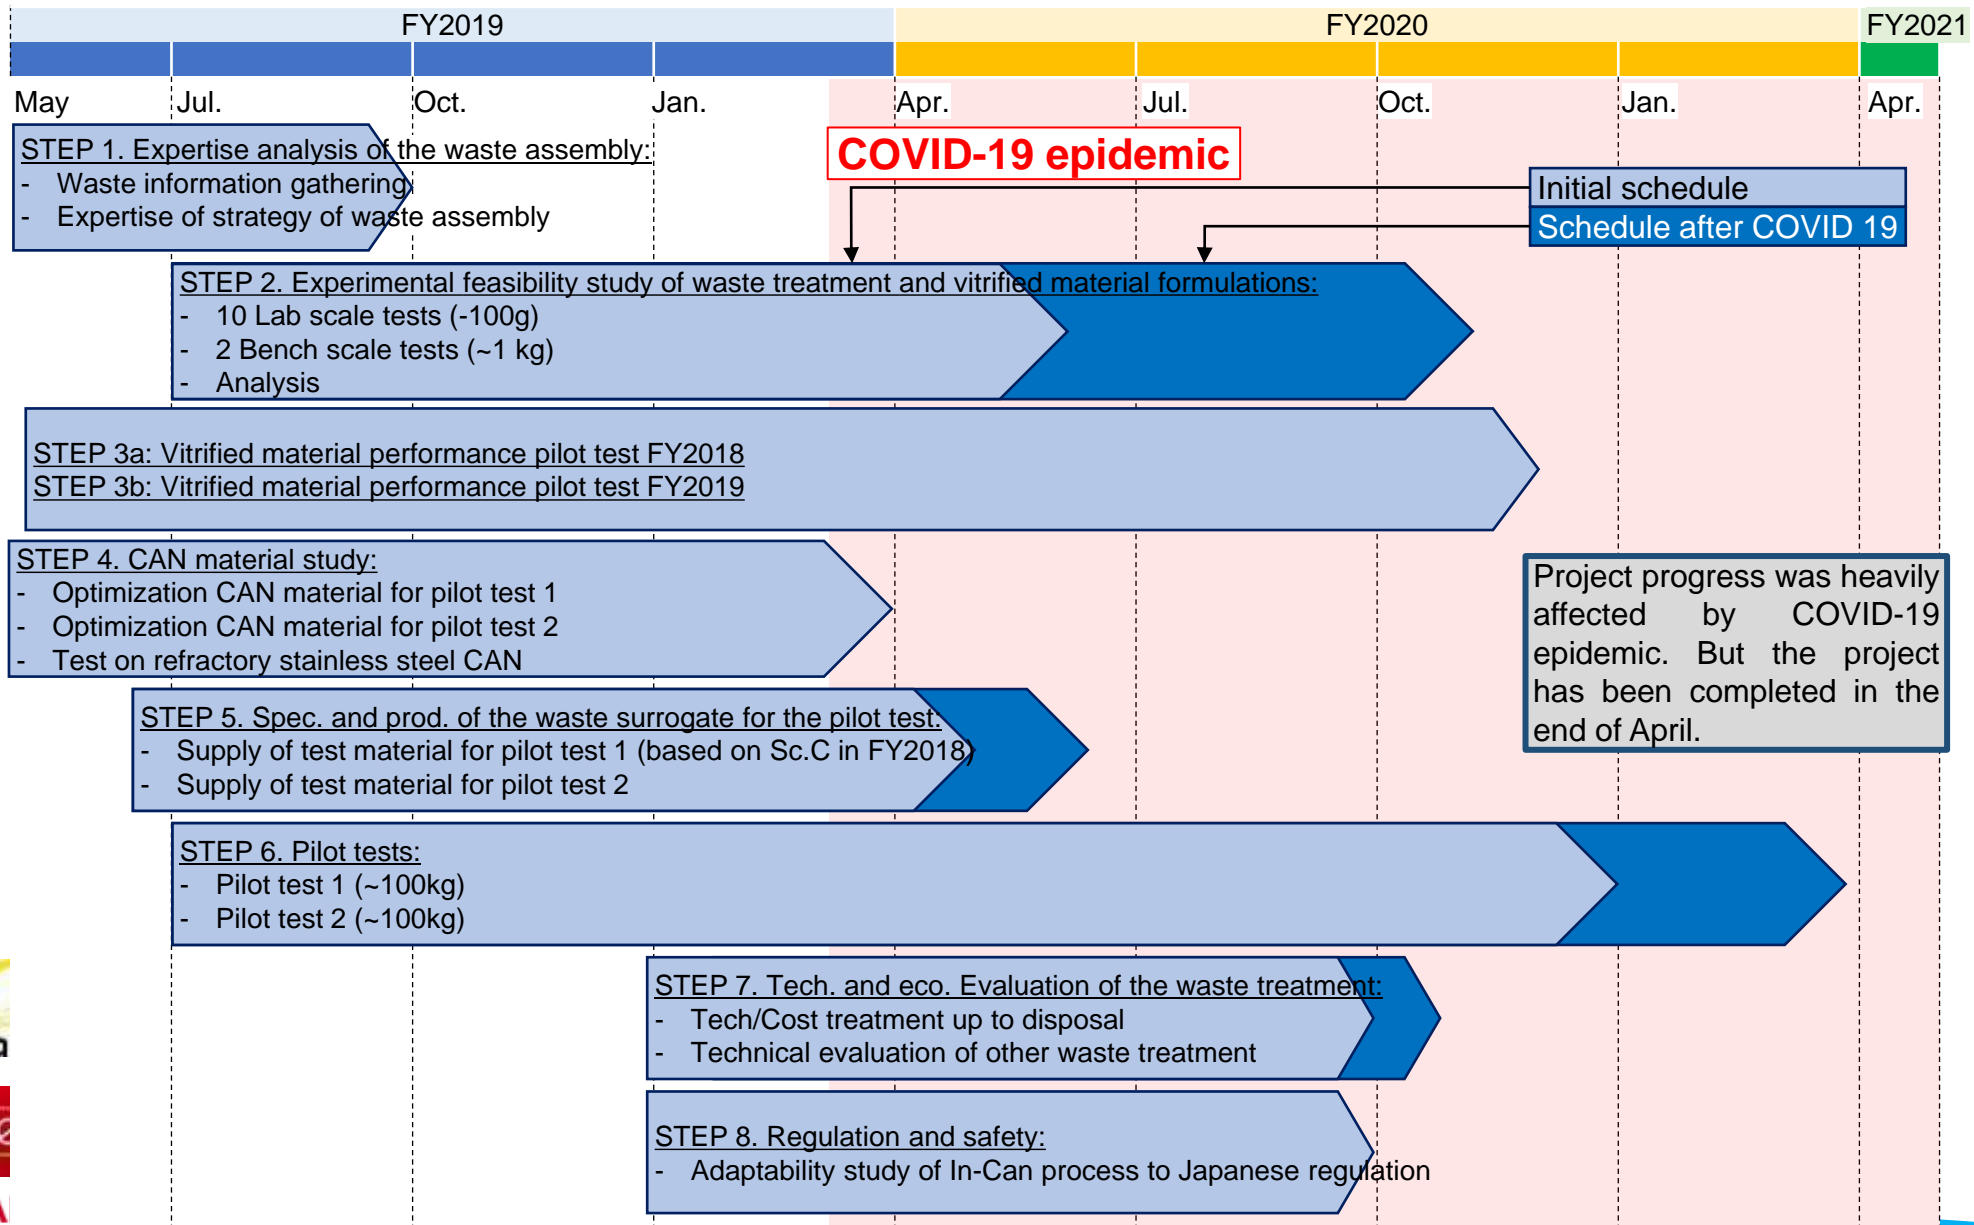 FY2019
FY2020
FY2021
May
Jul.
Oct.
Jan.
Apr.
Jul.
Oct.
Jan.
Apr.
STEP 1. Expertise analysis of the waste assembly:
- Waste information gathering
- Expertise of strategy of waste assembly
COVID-19 epidemic
Initial schedule
Schedule after COVID 19
STEP 2. Experimental feasibility study of waste treatment and vitrified material formulations:
- 10 Lab scale tests (-100g)
- 2 Bench scale tests (~1 kg)
- Analysis
STEP 3a: Vitrified material performance pilot test FY2018
STEP 3b: Vitrified material performance pilot test FY2019
STEP 4. CAN material study:
- Optimization CAN material for pilot test 1
- Optimization CAN material for pilot test 2
- Test on refractory stainless steel CAN
Project progress was heavily
affected by COVID-19
epidemic. But the project
has been completed in the
end of April.
STEP 5. Spec. and prod. of the waste surrogate for the pilot test:
- Supply of test material for pilot test 1 (based on Sc.C in FY2018)
- Supply of test material for pilot test 2
STEP 6. Pilot tests:
- Pilot test 1 (~100kg)
- Pilot test 2 (~100kg)
STEP 7. Tech. and eco. Evaluation of the waste treatment:
- Tech/Cost treatment up to disposal
- Technical evaluation of other waste treatment
STEP 8. Regulation and safety:
- Adaptability study of In-Can process to Japanese regulation